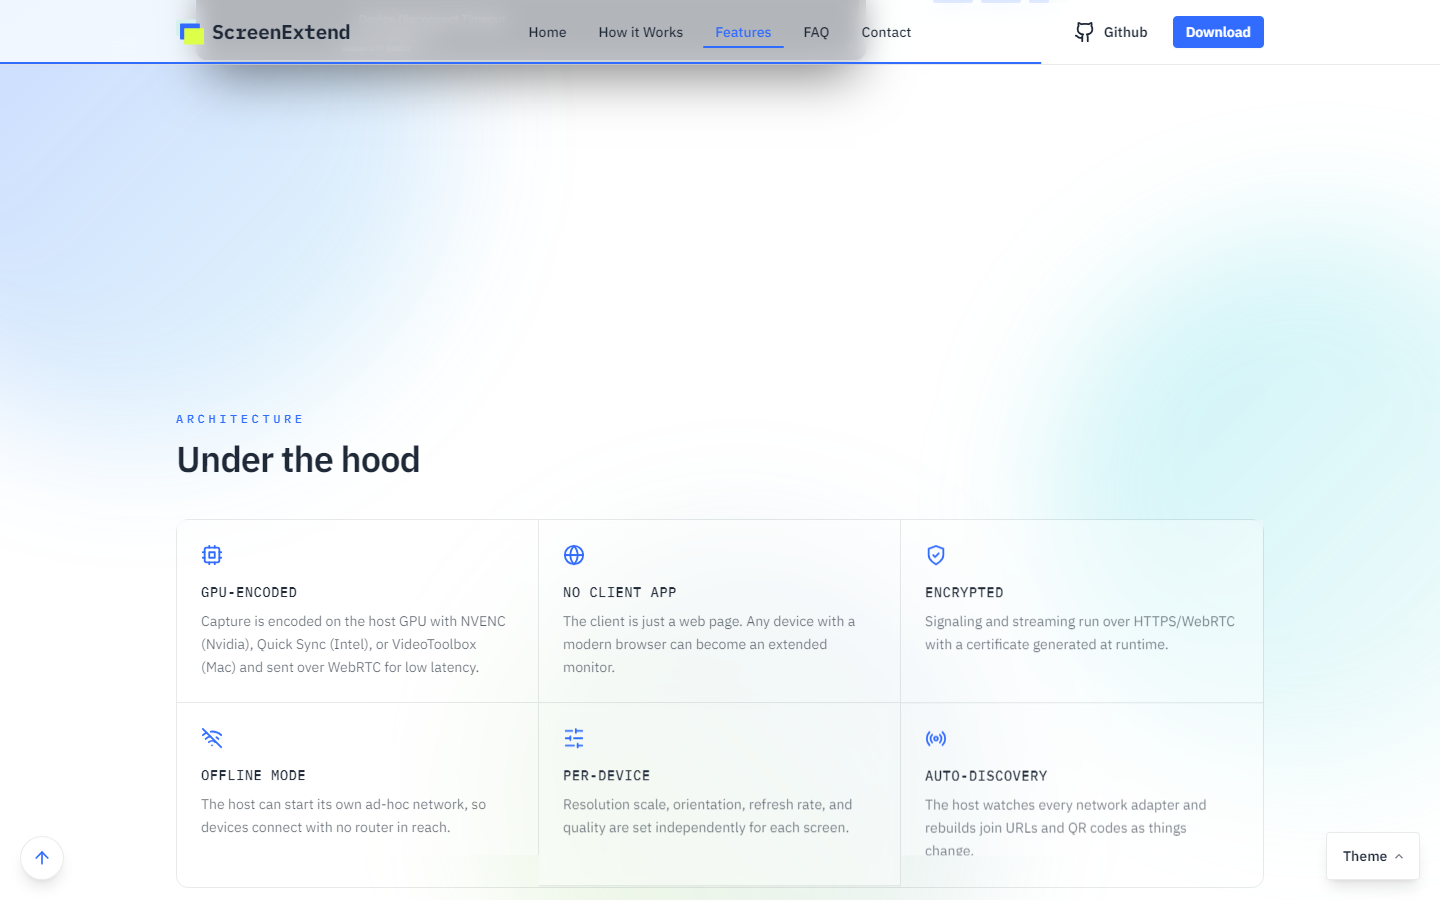 ScreenExtend
Home
How it Works
Features
FAQ
Contact
Github
Download
ARCHITECTURE
Under the hood
GPU-ENCODED
Capture is encoded on the host GPU with NVENC
(Nvidia), Quick Sync (Intel), or VideoToolbox
(Mac) and sent over WebRTC for low latency.
NO CLIENT APP
The client is just a web page. Any device with a
modern browser can become an extended
monitor.
ENCRYPTED
Signaling and streaming run over HTTPS/WebRTC
with a certificate generated at runtime.
OFFLINE MODE
The host can start its own ad-hoc network, so
devices connect with no router in reach.
PER-DEVICE
Resolution scale, orientation, refresh rate, and
quality are set independently for each screen.
AUTO-DISCOVERY
The host watches every network adapter and
rebuilds join URLs and QR codes as things
change.
Theme